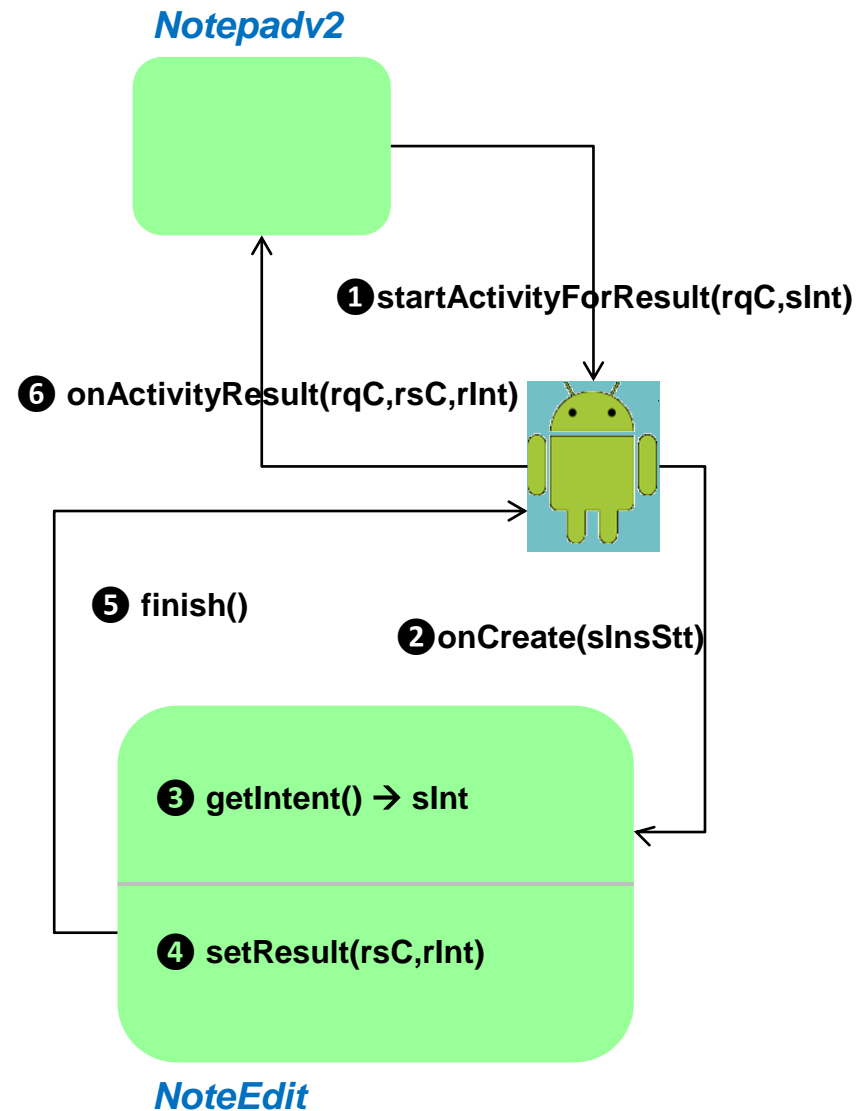 Notepadv2
❶startActivityForResult(rqC,sInt)
❻ onActivityResult(rqC,rsC,rInt)
❺ finish()
❷onCreate(sInsStt)
❸ getIntent() → sInt
❹ setResult(rsC,rInt)
NoteEdit